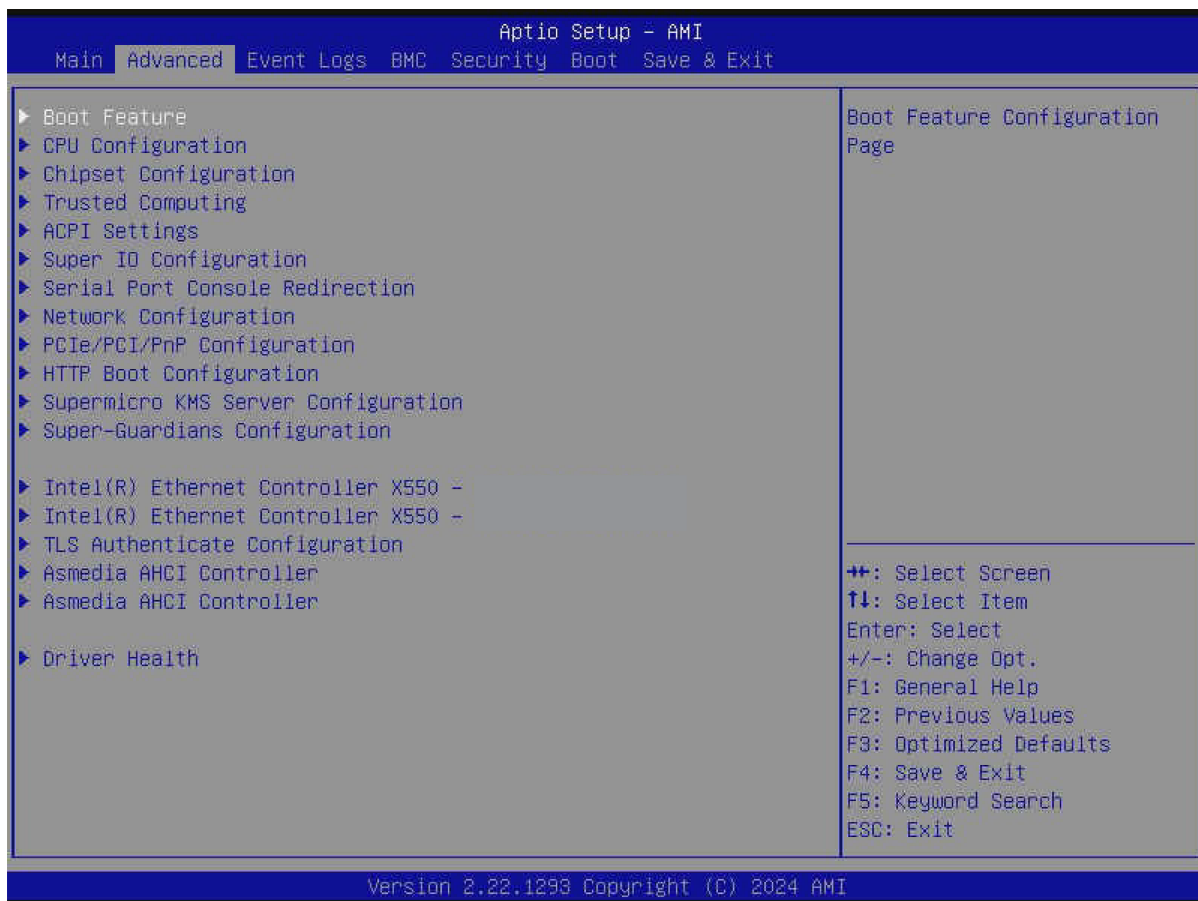 Aptio Setup – AMI
Main Advanced Event Logs BMC Security Boot Save & Exit
▶ Boot Feature
▶ CPU Configuration
▶ Chipset Configuration
▶ Trusted Computing
▶ ACPI Settings
▶ Super IO Configuration
▶ Serial Port Console Redirection
▶ Network Configuration
▶ PCIe/PCI/PnP Configuration
▶ HTTP Boot Configuration
▶ Supermicro KMS Server Configuration
▶ Super-Guardians Configuration
▶ Intel(R) Ethernet Controller X550 –
▶ Intel(R) Ethernet Controller X550 –
▶ TLS Authenticate Configuration
▶ Asmedia AHCI Controller
▶ Asmedia AHCI Controller
▶ Driver Health
Boot Feature Configuration
Page
→←: Select Screen
↑↓: Select Item
Enter: Select
+/-: Change Opt.
F1: General Help
F2: Previous Values
F3: Optimized Defaults
F4: Save & Exit
F5: Keyword Search
ESC: Exit
Version 2.22.1293 Copyright (C) 2024 AMI